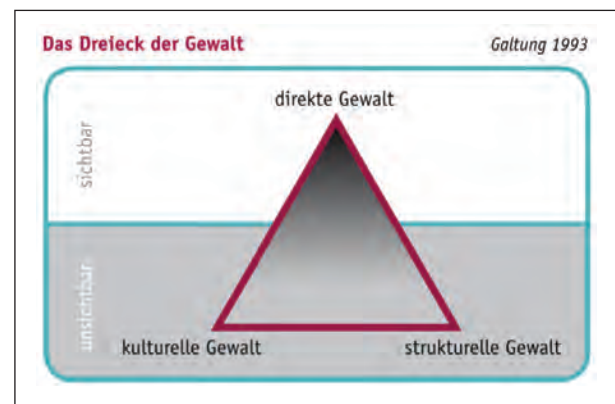 Das Dreieck der Gewalt
Galtung 1993
direkte Gewalt
sichtbar
unsichtbar
kulturelle Gewalt
strukturelle Gewalt